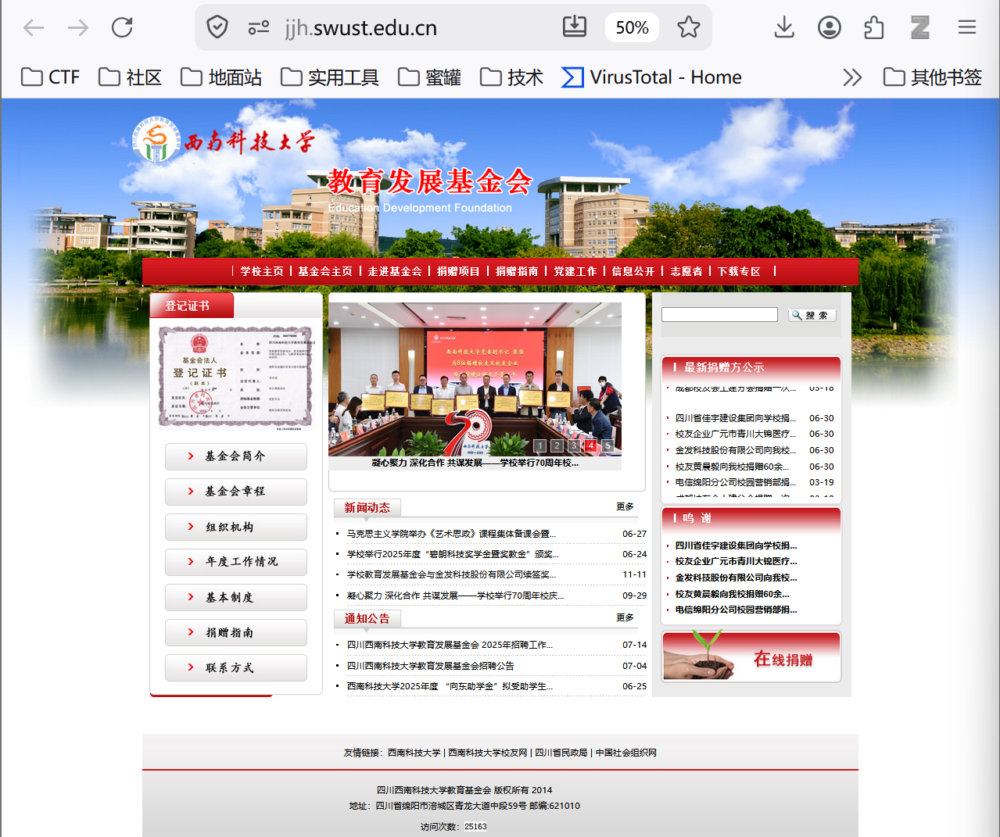 jjh.swust.edu.cn
50%
CTF 社区 地面站 实用工具 蜜罐 技术 VirusTotal - Home 其他书签
西南科技大学
教育发展基金会
Education Development Foundation
学校主页 基金会主页 走进基金会 捐赠项目 捐赠指南 党建工作 信息公开 志愿者 下载专区
登记证书
基金会法人
登记证书
(副本)
基金会简介
基金会章程
组织机构
年度工作情况
基本制度
捐赠指南
联系方式
西南科技大学党委副书记 张强
为8位捐赠校友及校友企业
70
1 2 3 4 5
凝心聚力 深化合作 共谋发展——学校举行70周年校...
新闻动态 更多
马克思主义学院举办《艺术思政》课程集体备课会暨... 06-27
学校举行2025年度“碧朗科技奖学金暨奖教金”颁奖... 06-24
学校教育发展基金会与金发科技股份有限公司续签奖... 11-11
凝心聚力 深化合作 共谋发展——学校举行70周年校庆... 09-29
通知公告 更多
四川西南科技大学教育发展基金会 2025年招聘工作... 07-14
四川西南科技大学教育发展基金会招聘公告 07-04
西南科技大学2025年度 “向东助学金”拟受助学生... 06-25
搜 索
最新捐赠方公示
成都校友会土建分会捐赠一次... 03-18
四川省佳宇建设集团向学校捐... 06-30
校友企业广元市青川大锦医疗... 06-30
金发科技股份有限公司向我校... 06-30
校友黄晨毅向我校捐赠60余... 06-30
电信绵阳分公司校园营销部捐... 03-19
鸣 谢
四川省佳宇建设集团向学校捐...
校友企业广元市青川大锦医疗...
金发科技股份有限公司向我校...
校友黄晨毅向我校捐赠60余...
电信绵阳分公司校园营销部捐...
在线捐赠
友情链接：西南科技大学 | 西南科技大学校友网 | 四川省民政局 | 中国社会组织网
四川西南科技大学教育基金会 版权所有 2014
地址：四川省绵阳市涪城区青龙大道中段59号 邮编:621010
访问次数：25163